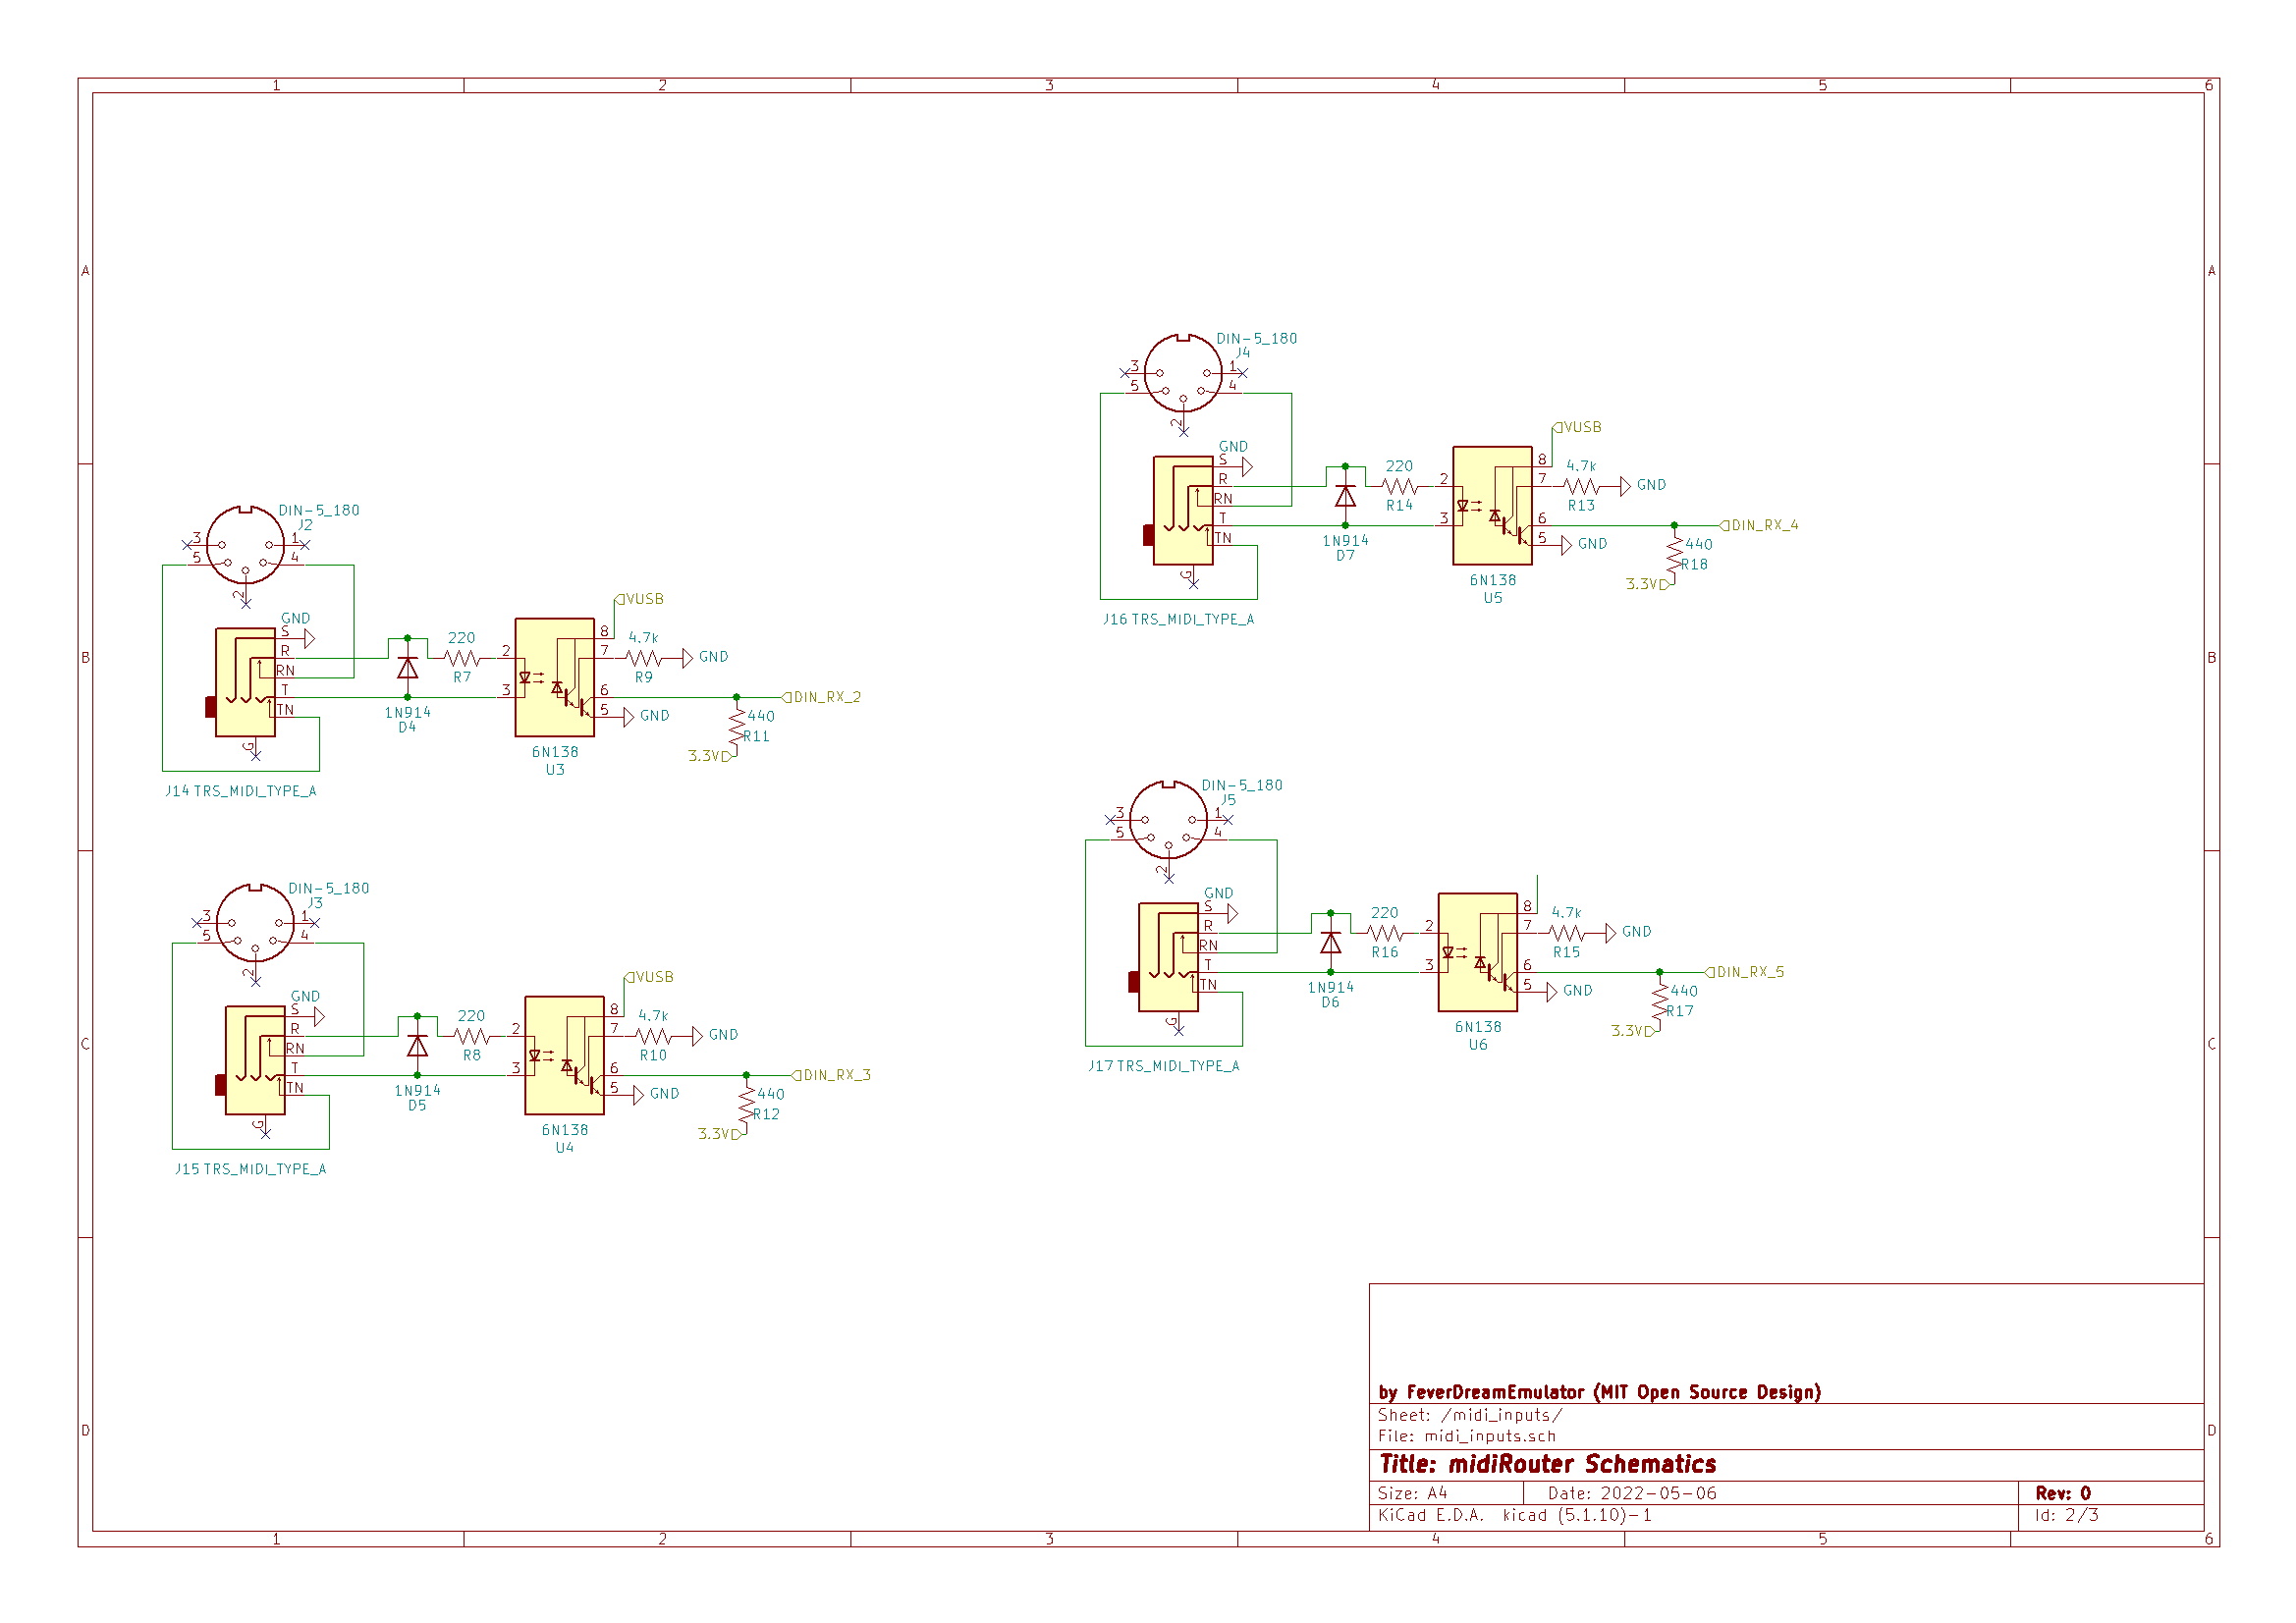 1 2 3 4 5 6
A A
B B
C C
D D
DIN-5_180
J2
3 1
5 4
2
GND
S
R
RN
T
TN
G
J14 TRS_MIDI_TYPE_A
1N914
D4
220
R7
2 8
3 7
6
5
6N138
U3
VUSB
4.7k
R9
GND
GND
DIN_RX_2
440
R11
3.3V
DIN-5_180
J3
3 1
5 4
2
GND
S
R
RN
T
TN
G
J15 TRS_MIDI_TYPE_A
1N914
D5
220
R8
2 8
3 7
6
5
6N138
U4
VUSB
4.7k
R10
GND
GND
DIN_RX_3
440
R12
3.3V
DIN-5_180
J4
3 1
5 4
2
GND
S
R
RN
T
TN
G
J16 TRS_MIDI_TYPE_A
1N914
D7
220
R14
2 8
3 7
6
5
6N138
U5
VUSB
4.7k
R13
GND
GND
DIN_RX_4
440
R18
3.3V
DIN-5_180
J5
3 1
5 4
2
GND
S
R
RN
T
TN
G
J17 TRS_MIDI_TYPE_A
1N914
D6
220
R16
2 8
3 7
6
5
6N138
U6
4.7k
R15
GND
GND
DIN_RX_5
440
R17
3.3V
by FeverDreamEmulator (MIT Open Source Design)
Sheet: /midi_inputs/
File: midi_inputs.sch
Title: midiRouter Schematics
Size: A4 Date: 2022-05-06 Rev: 0
KiCad E.D.A. kicad (5.1.10)-1 Id: 2/3
1 2 3 4 5 6